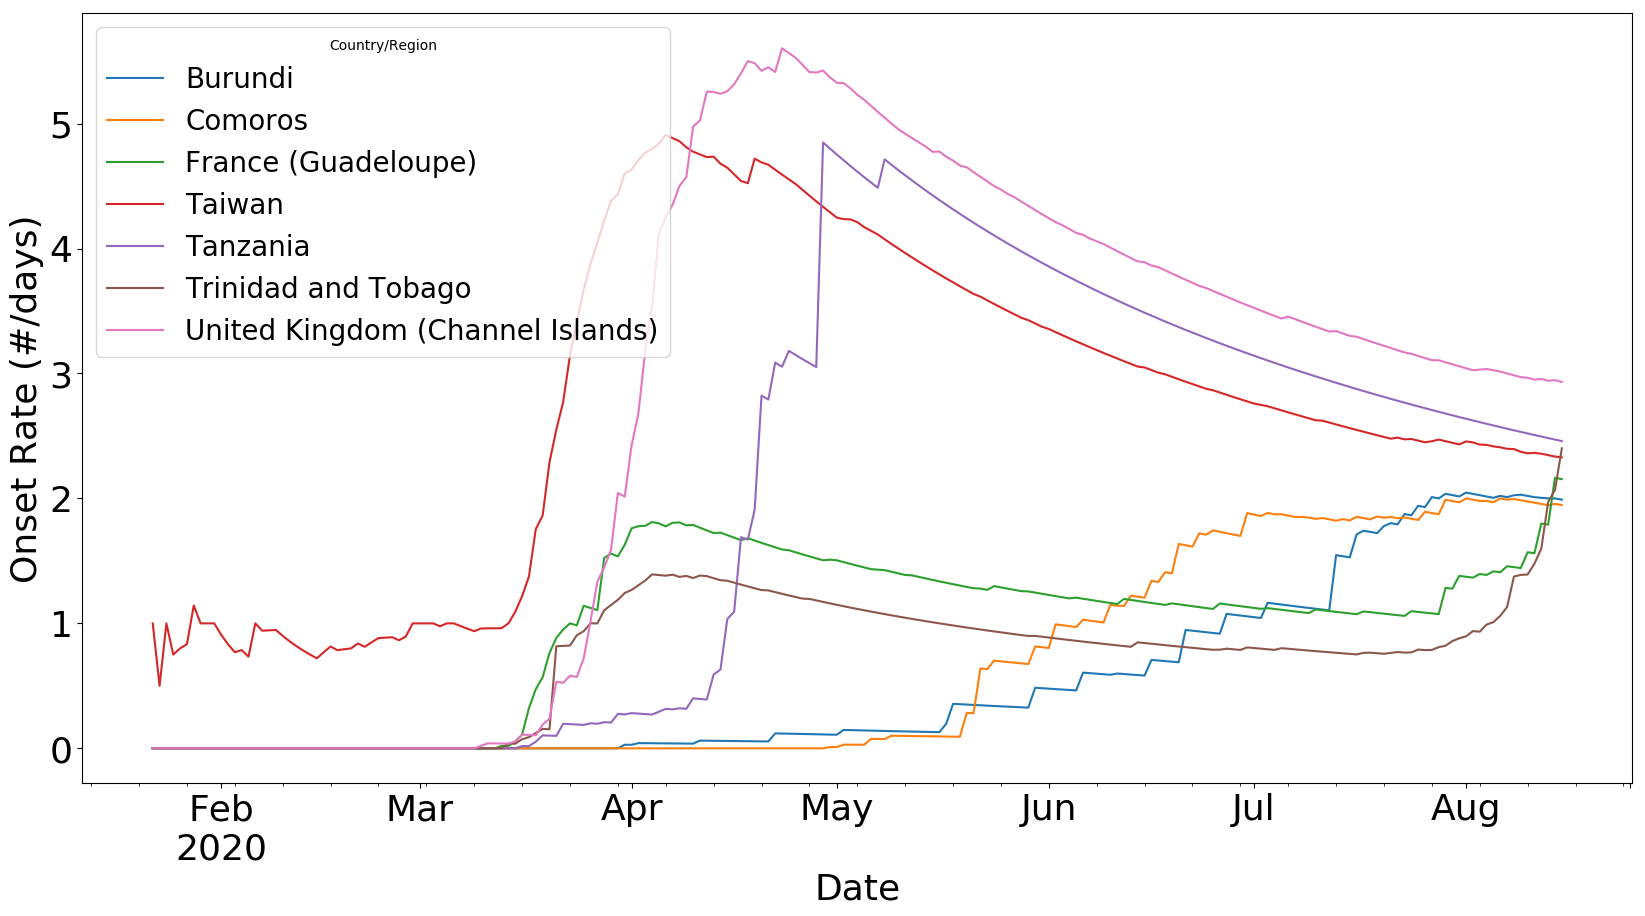 Country/Region
Burundi
Comoros
France (Guadeloupe)
Taiwan
Tanzania
Trinidad and Tobago
United Kingdom (Channel Islands)
Onset Rate (#/days)
5
4
3
2
1
0
Feb Mar Apr May Jun Jul Aug
2020
Date